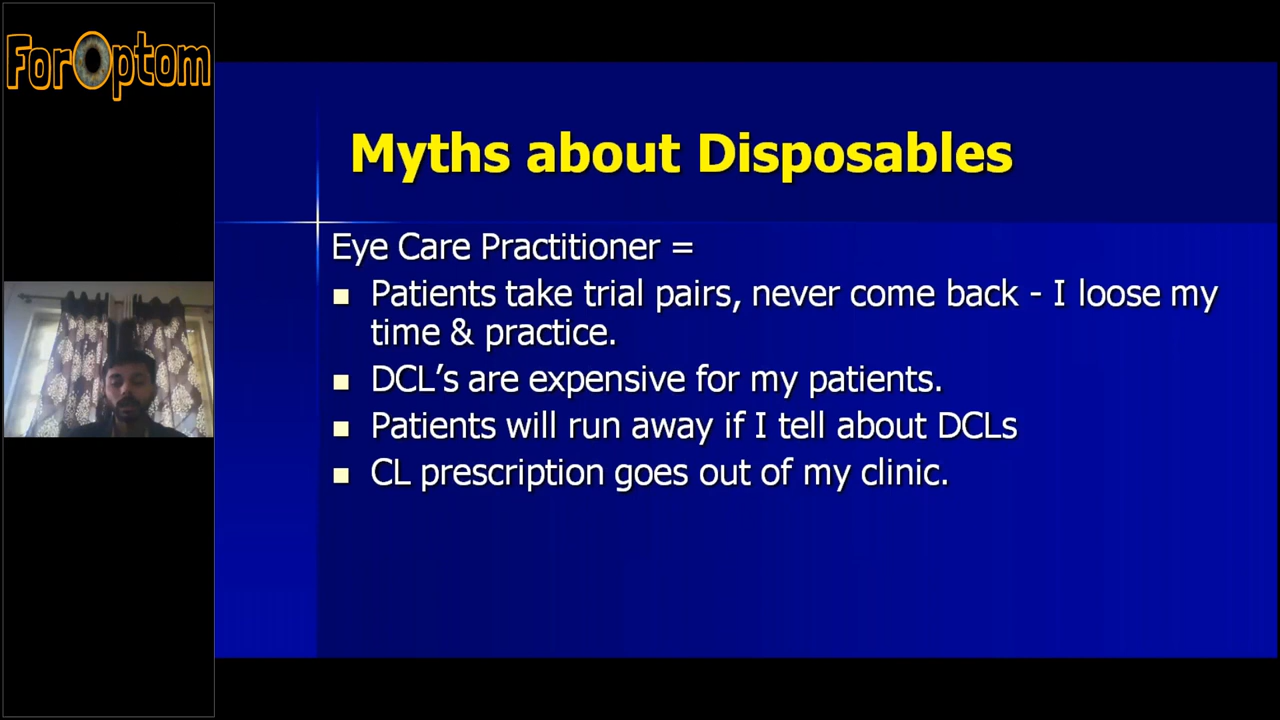 ForOptom
Myths about Disposables
Eye Care Practitioner =
Patients take trial pairs, never come back - I loose my
time & practice.
DCL’s are expensive for my patients.
Patients will run away if I tell about DCLs
CL prescription goes out of my clinic.